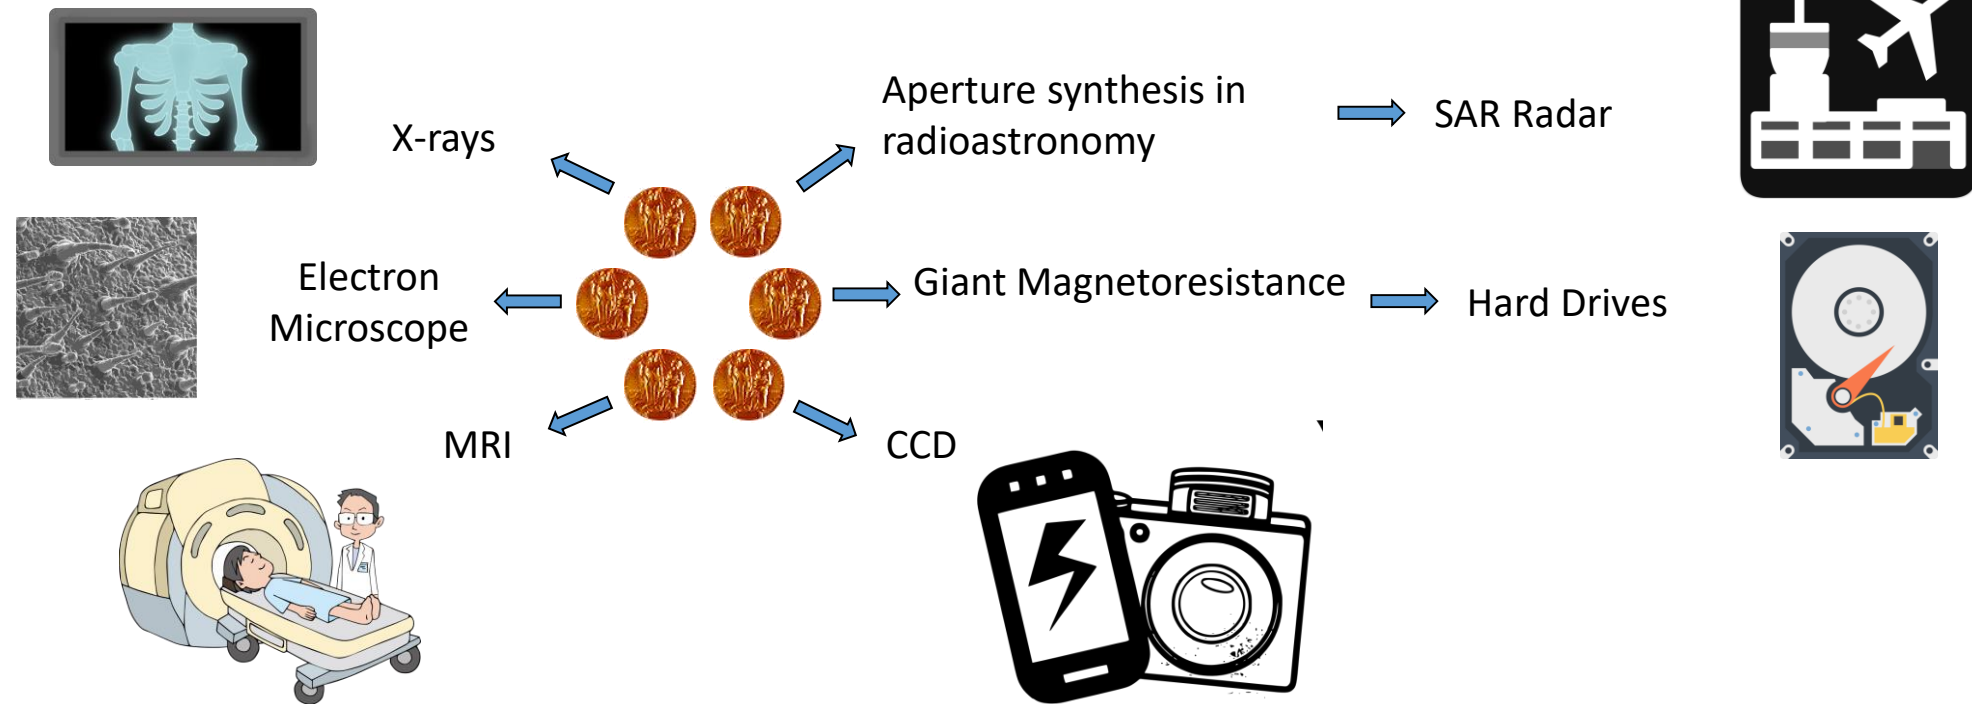 X-rays
Aperture synthesis in
radioastronomy
SAR Radar
Electron
Microscope
Giant Magnetoresistance
Hard Drives
MRI
CCD